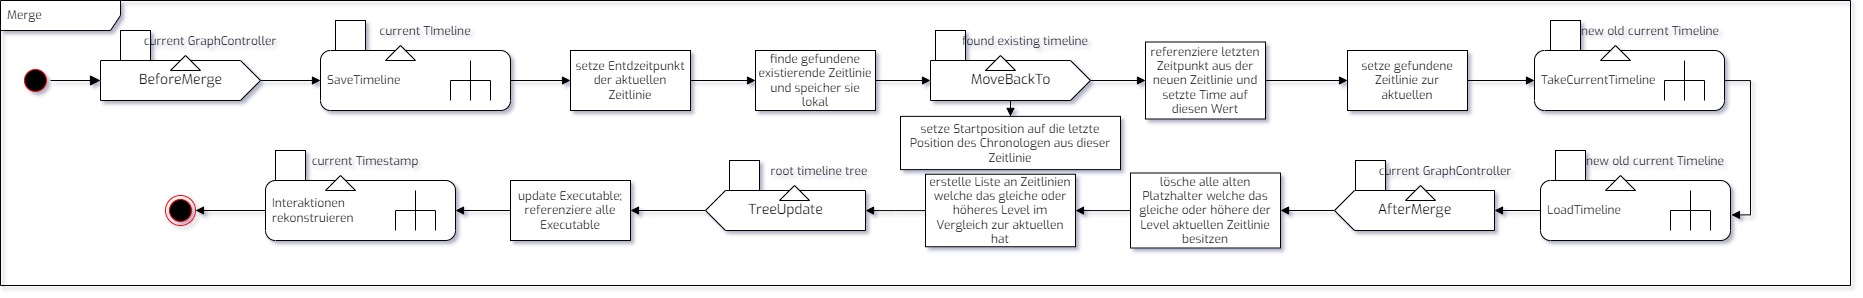 Merge
current GraphController
BeforeMerge
current TImeline
SaveTimeline
setze Entdzeitpunkt
der aktuellen
Zeitlinie
finde gefundene
existierende Zeitlinie
und speicher sie
lokal
found existing timeline
MoveBackTo
setze Startposition auf die letzte
Position des Chronologen aus dieser
Zeitlinie
referenziere letzten
Zeitpunkt aus der
neuen Zeitlinie und
setzte Time auf
diesen Wert
setze gefundene
Zeitlinie zur
aktuellen
new old current Timeline
TakeCurrentTimeline
new old current Timeline
LoadTimeline
current GraphController
AfterMerge
lösche alle alten
Platzhalter welche das
gleiche oder höhere der
Level aktuellen Zeitlinie
besitzen
erstelle Liste an Zeitlinien
welche das gleiche oder
höheres Level im
Vergleich zur aktuellen
hat
root timeline tree
TreeUpdate
update Executable;
referenziere alle
Executable
current Timestamp
Interaktionen
rekonstruieren